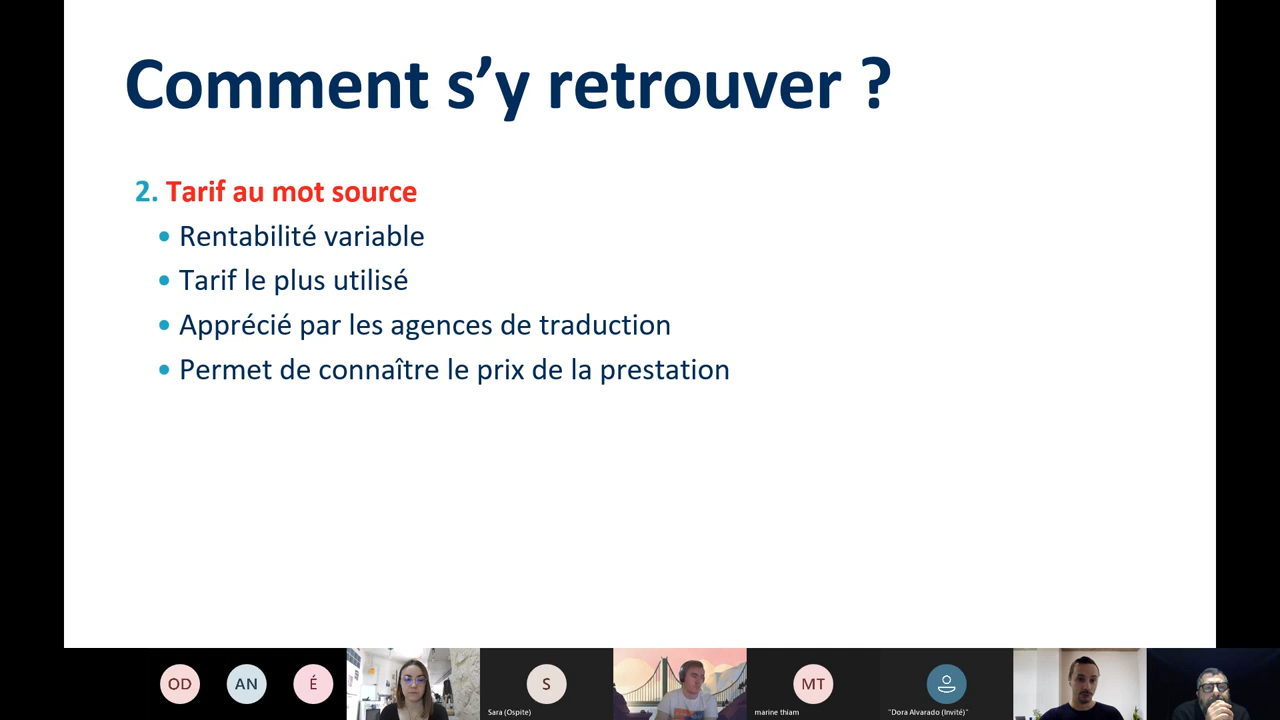 Comment s’y retrouver ?
2. Tarif au mot source
• Rentabilité variable
• Tarif le plus utilisé
• Apprécié par les agences de traduction
• Permet de connaître le prix de la prestation
OD
AN
É
S
Sara (Ospite)
MT
marine thiam
"Dora Alvarado (Invité)"